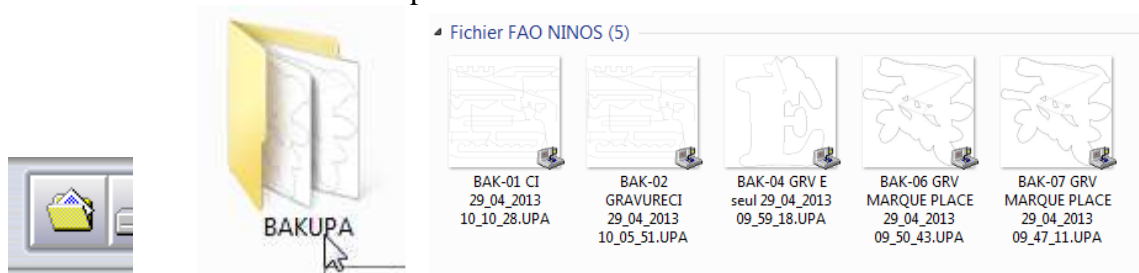 Fichier FAO NINOS (5)
BAKUPA
BAK-01 CI
29_04_2013
10_10_28.UPA
BAK-02
GRAVURECI
29_04_2013
10_05_51.UPA
BAK-04 GRV E
seul 29_04_2013
09_59_18.UPA
BAK-06 GRV
MARQUE PLACE
29_04_2013
09_50_43.UPA
BAK-07 GRV
MARQUE PLACE
29_04_2013
09_47_11.UPA